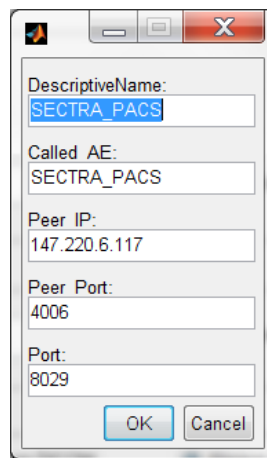 DescriptiveName:
SECTRA_PACS
Called AE:
SECTRA_PACS
Peer IP:
147.220.6.117
Peer Port:
4006
Port:
8029
OK Cancel